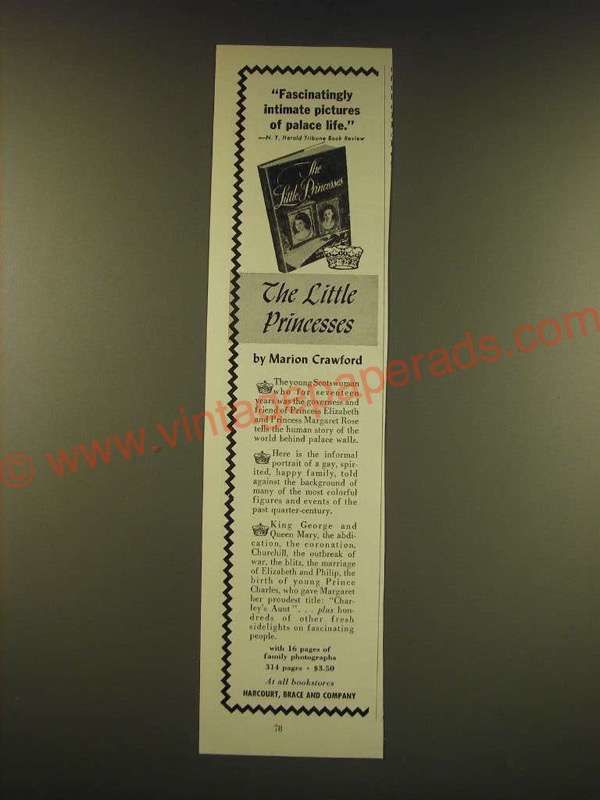 "Fascinatingly
intimate pictures
of palace life."
—N. Y. Herald Tribune Book Review
The
Little Princesses
The Little
Princesses
by Marion Crawford
The young Scotswoman
who for seventeen
years was the governess and
friend of Princess Elizabeth
and Princess Margaret Rose
tells the human story of the
world behind palace walls.
Here is the informal
portrait of a gay, spir-
ited, happy family, told
against the background of
many of the most colorful
figures and events of the
past quarter-century.
King George and
Queen Mary, the abdi-
cation, the coronation,
Churchill, the outbreak of
war, the blitz, the marriage
of Elizabeth and Philip, the
birth of young Prince
Charles, who gave Margaret
her proudest title: "Char-
ley's Aunt" . . . plus hun-
dreds of other fresh
sidelights on fascinating
people.
with 16 pages of
family photographs
314 pages • $3.50
At all bookstores
HARCOURT, BRACE AND COMPANY
78
© www.vintagepaperads.com